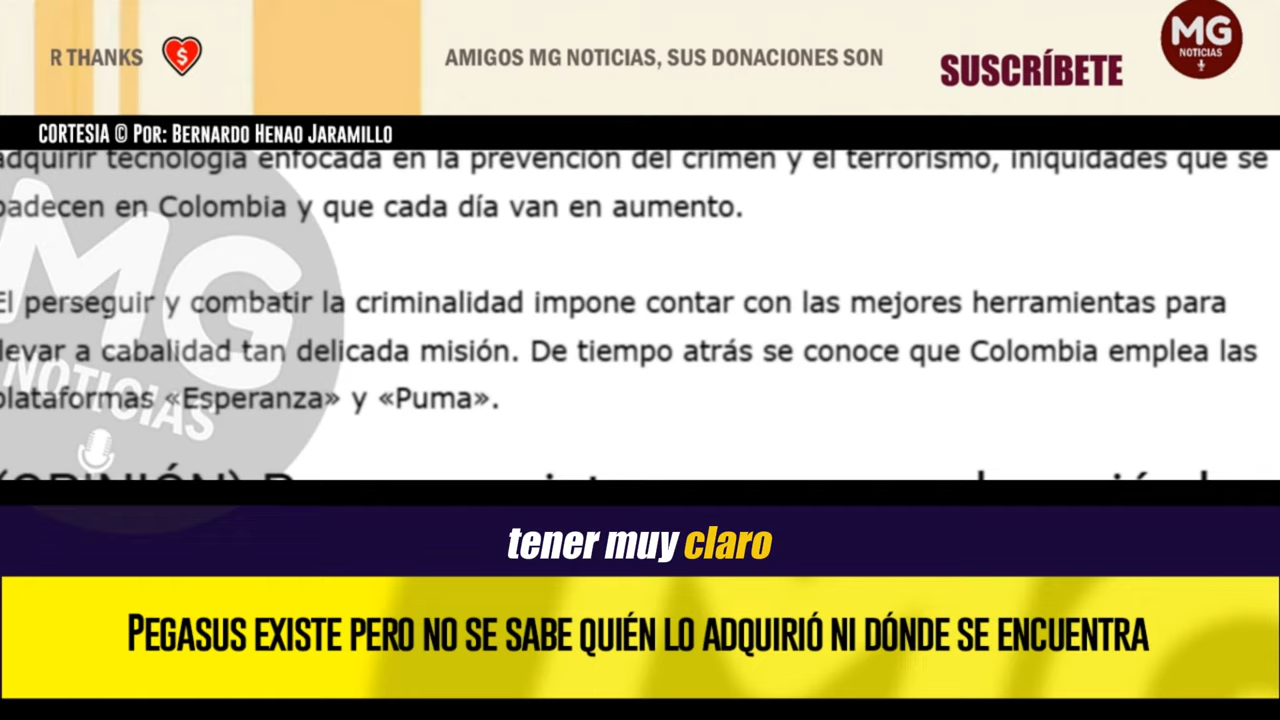 R THANKS
AMIGOS MG NOTICIAS, SUS DONACIONES SON
SUSCRÍBETE
MG
NOTICIAS
CORTESIA © POR: BERNARDO HENAO JARAMILLO
adquirir tecnología enfocada en la prevención del crimen y el terrorismo, iniquidades que se
padecen en Colombia y que cada día van en aumento.
El perseguir y combatir la criminalidad impone contar con las mejores herramientas para
llevar a cabalidad tan delicada misión. De tiempo atrás se conoce que Colombia emplea las
plataformas «Esperanza» y «Puma».
MG
NOTICIAS
tener muy claro
PEGASUS EXISTE PERO NO SE SABE QUIÉN LO ADQUIRIÓ NI DÓNDE SE ENCUENTRA